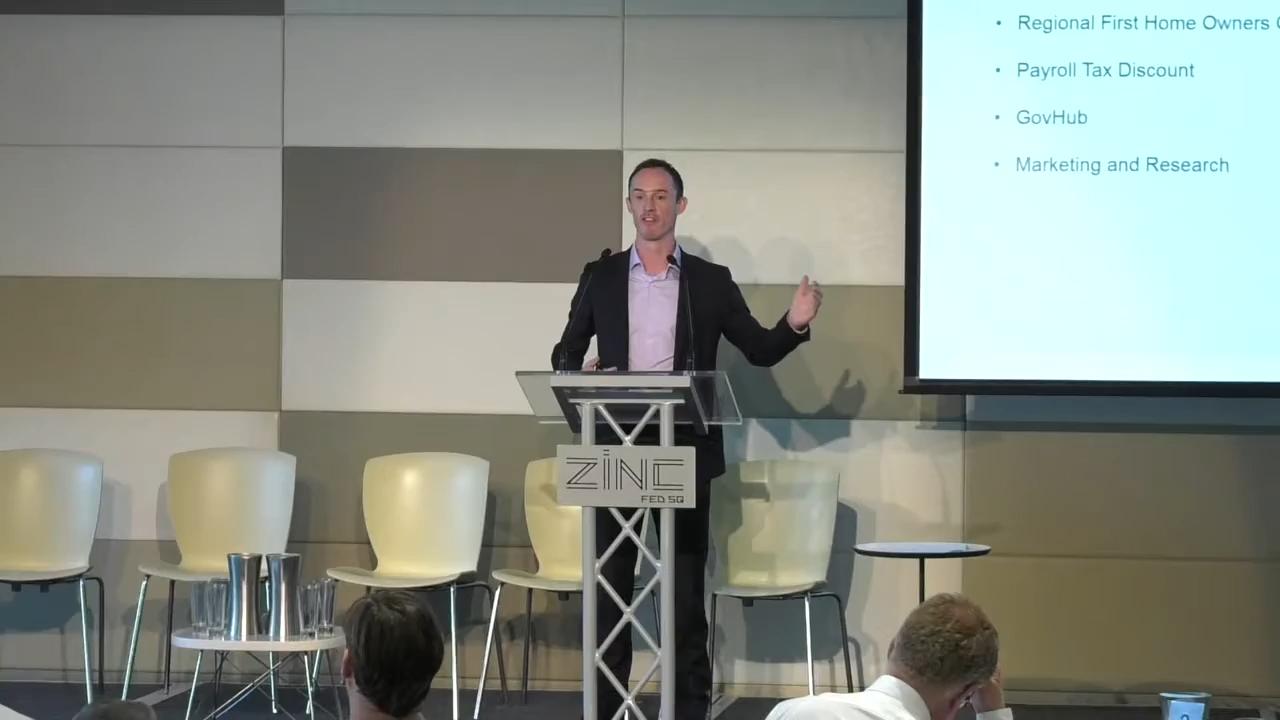 • Regional First Home Owners
• Payroll Tax Discount
• GovHub
• Marketing and Research
ZINC
FED SQ